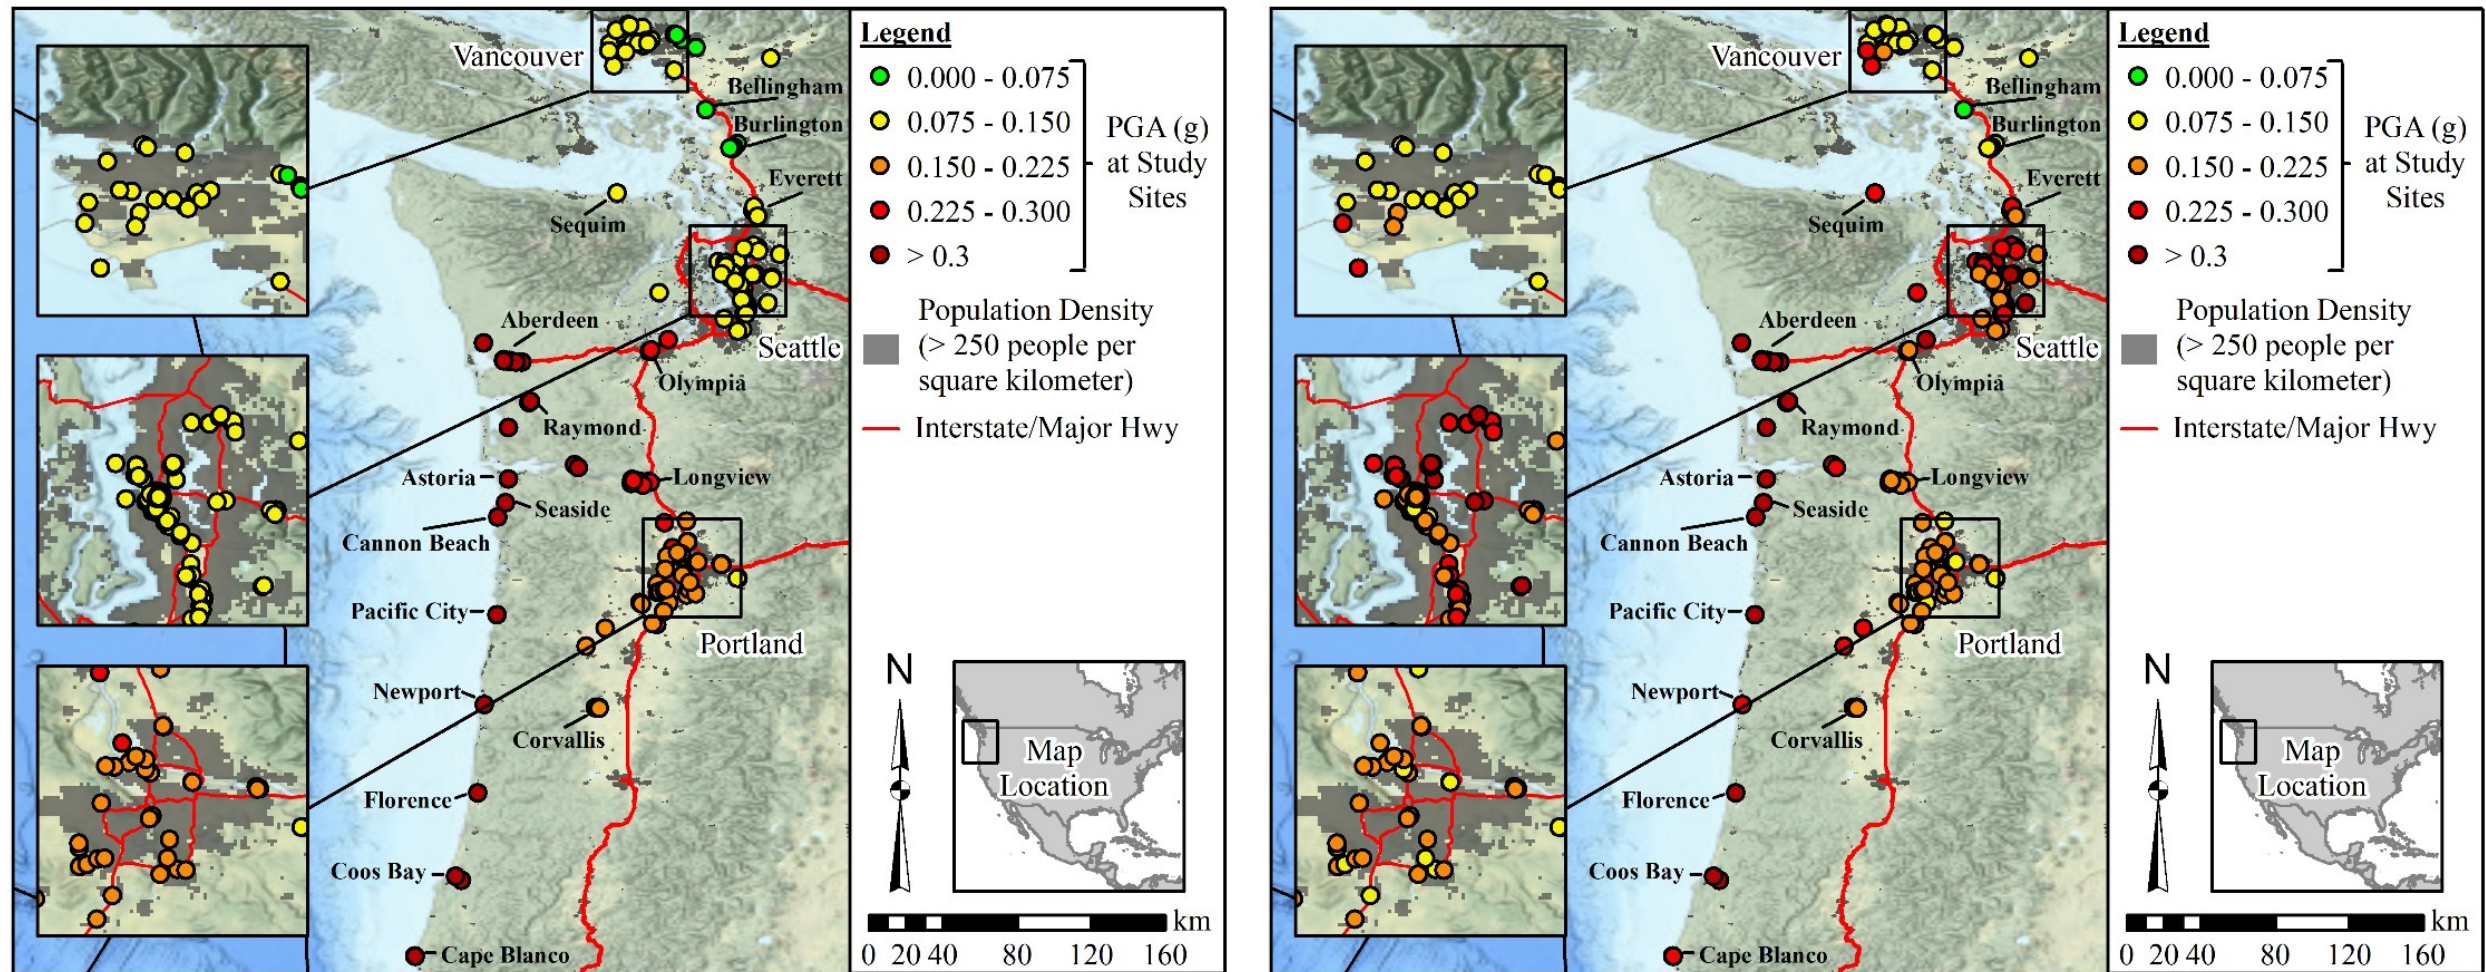 Vancouver
Bellingham
Burlington
Everett
Sequim
Aberdeen
Seattle
Olympia
Raymond
Astoria
Longview
Seaside
Cannon Beach
Pacific City
Portland
Newport
Corvallis
Florence
Coos Bay
Cape Blanco
Legend
0.000 - 0.075
0.075 - 0.150
0.150 - 0.225
0.225 - 0.300
> 0.3
PGA (g)
at Study
Sites
Population Density
(> 250 people per
square kilometer)
Interstate/Major Hwy
N
Map
Location
km
0 20 40 80 120 160
Vancouver
Bellingham
Burlington
Everett
Sequim
Aberdeen
Seattle
Olympia
Raymond
Astoria
Longview
Seaside
Cannon Beach
Pacific City
Portland
Newport
Corvallis
Florence
Coos Bay
Cape Blanco
Legend
0.000 - 0.075
0.075 - 0.150
0.150 - 0.225
0.225 - 0.300
> 0.3
PGA (g)
at Study
Sites
Population Density
(> 250 people per
square kilometer)
Interstate/Major Hwy
N
Map
Location
km
0 20 40 80 120 160